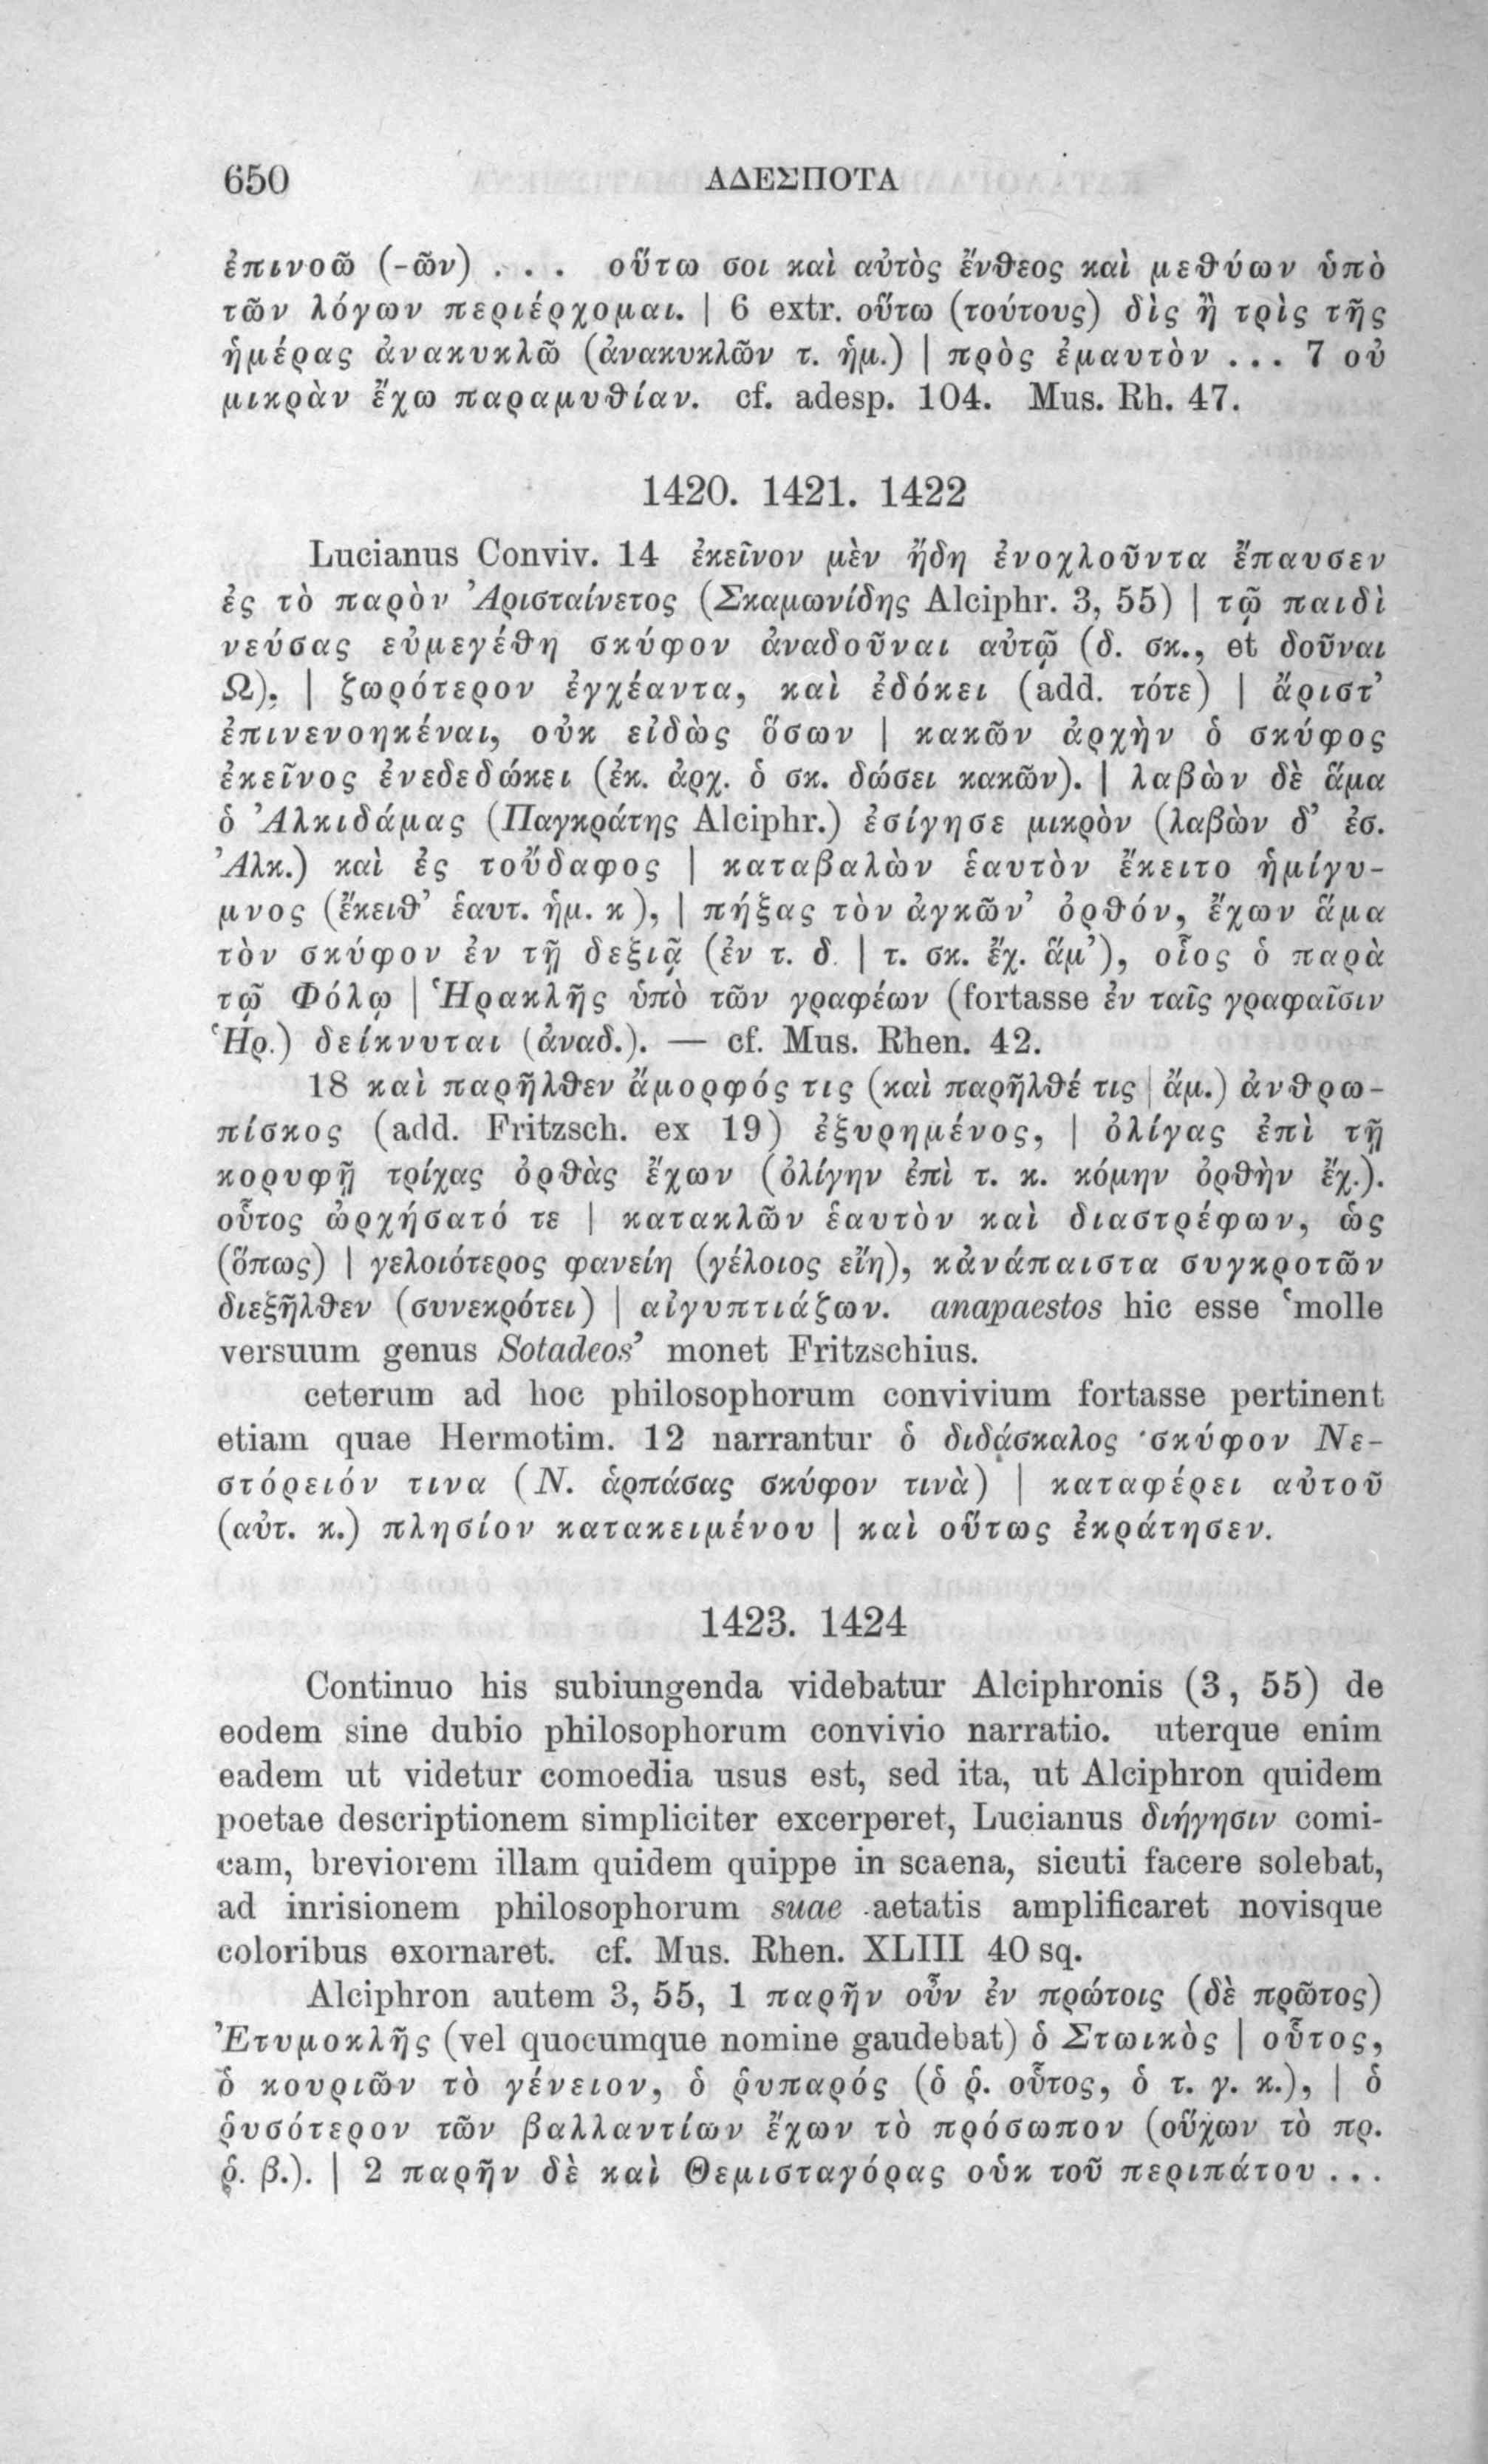 650 ΑΔΕΣΠΟΤΑ
ἐπινοῶ (-ῶν) . . . οὕτω σοι καὶ αὐτὸς ἔνθεος καὶ μεθύων ὑπὸ
τῶν λόγων περιέρχομαι. | 6 extr. οὕτω (τούτους) δὶς ἢ τρὶς τῆς
ἡμέρας ἀνακυκλῶ (ἀνακυκλῶν τ. ἡμ.) | πρὸς ἐμαυτὸν ... 7 οὐ
μικρὰν ἔχω παραμυθίαν. cf. adesp. 104. Mus. Rh. 47.
1420. 1421. 1422
Lucianus Conviv. 14 ἐκεῖνον μὲν ἤδη ἐνοχλοῦντα ἔπαυσεν
ἐς τὸ παρὸν Ἀρισταίνετος (Σκαμωνίδης Alciphr. 3, 55) | τῷ παιδὶ
νεύσας εὐμεγέθη σκύφον ἀναδοῦναι αὐτῷ (δ. σκ., et δοῦναι
Ω), | ζωρότερον ἐγχέαντα, καὶ ἐδόκει (add. τότε) | ἄριστ’
ἐπινενοηκέναι, οὐκ εἰδὼς ὅσων | κακῶν ἀρχὴν ὁ σκύφος
ἐκεῖνος ἐνεδεδώκει (ἐκ. ἀρχ. ὁ σκ. δώσει κακῶν). | λαβὼν δὲ ἅμα
ὁ Ἀλκιδάμας (Παγκράτης Alciphr.) ἐσίγησε μικρὸν (λαβὼν δ’ ἐσ.
Ἀλκ.) καὶ ἐς τοὔδαφος | καταβαλὼν ἑαυτὸν ἔκειτο ἡμίγυ-
μνος (ἔκειθ’ ἑαυτ. ἡμ. κ), | πήξας τὸν ἀγκῶν’ ὀρθόν, ἔχων ἅμα
τὸν σκύφον ἐν τῇ δεξιᾷ (ἐν τ. δ. | τ. σκ. ἔχ. ἅμ’), οἷος ὁ παρὰ
τῷ Φόλῳ | Ἡρακλῆς ὑπὸ τῶν γραφέων (fortasse ἐν ταῖς γραφαῖσιν
Ἡρ.) δείκνυται (ἀναδ.). — cf. Mus. Rhen. 42.
18 καὶ παρῆλθεν ἄμορφός τις (καὶ παρῆλθέ τις | ἄμ.) ἀνθρω-
πίσκος (add. Fritzsch. ex 19) ἐξυρημένος, | ὀλίγας ἐπὶ τῇ
κορυφῇ τρίχας ὀρθὰς ἔχων (ὀλίγην ἐπὶ τ. κ. κόμην ὀρθὴν ἔχ.).
οὗτος ὠρχήσατό τε | κατακλῶν ἑαυτὸν καὶ διαστρέφων, ὡς
(ὅπως) | γελοιότερος φανείη (γέλοιος εἴη), κἀνάπαιστα συγκροτῶν
διεξῆλθεν (συνεκρότει) | αἰγυπτιάζων. anapaestos hic esse ‘molle
versuum genus Sotadeos’ monet Fritzschius.
ceterum ad hoc philosophorum convivium fortasse pertinent
etiam quae Hermotim. 12 narrantur ὁ διδάσκαλος σκύφον Νε-
στόρειόν τινα (Ν. ἁρπάσας σκύφον τινὰ) | καταφέρει αὐτοῦ
(αὐτ. κ.) πλησίον κατακειμένου | καὶ οὕτως ἐκράτησεν.
1423. 1424
Continuo his subiungenda videbatur Alciphronis (3, 55) de
eodem sine dubio philosophorum convivio narratio. uterque enim
eadem ut videtur comoedia usus est, sed ita, ut Alciphron quidem
poetae descriptionem simpliciter excerperet, Lucianus διήγησιν comi-
cam, breviorem illam quidem quippe in scaena, sicuti facere solebat,
ad inrisionem philosophorum suae aetatis amplificaret novisque
coloribus exornaret. cf. Mus. Rhen. XLIII 40 sq.
Alciphron autem 3, 55, 1 παρῆν οὖν ἐν πρώτοις (δὲ πρῶτος)
Ἐτυμοκλῆς (vel quocumque nomine gaudebat) ὁ Στωικὸς | οὗτος,
ὁ κουριῶν τὸ γένειον, ὁ ῥυπαρός (ὁ ῥ. οὗτος, ὁ τ. γ. κ.), | ὁ
ῥυσότερον τῶν βαλλαντίων ἔχων τὸ πρόσωπον (οὕχων τὸ πρ.
ῥ. β.). | 2 παρῆν δὲ καὶ Θεμισταγόρας οὑκ τοῦ περιπάτου ...